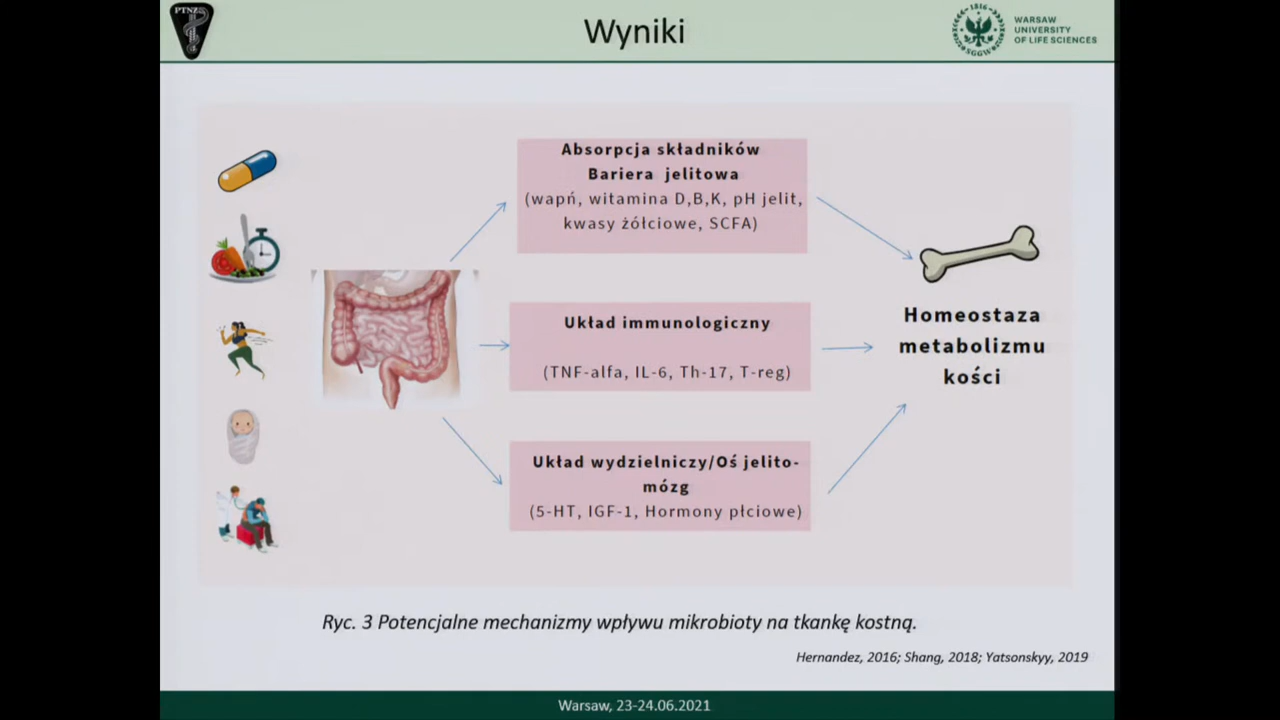 PTNZ
Wyniki
1816
SGGW
WARSAW
UNIVERSITY
OF LIFE SCIENCES
Absorpcja składników
Bariera jelitowa
(wapń, witamina D,B,K, pH jelit,
kwasy żółciowe, SCFA)
Układ immunologiczny
(TNF-alfa, IL-6, Th-17, T-reg)
Układ wydzielniczy/Oś jelito-
mózg
(5-HT, IGF-1, Hormony płciowe)
Homeostaza
metabolizmu
kości
Ryc. 3 Potencjalne mechanizmy wpływu mikrobioty na tkankę kostną.
Hernandez, 2016; Shang, 2018; Yatsonskyy, 2019
Warsaw, 23-24.06.2021